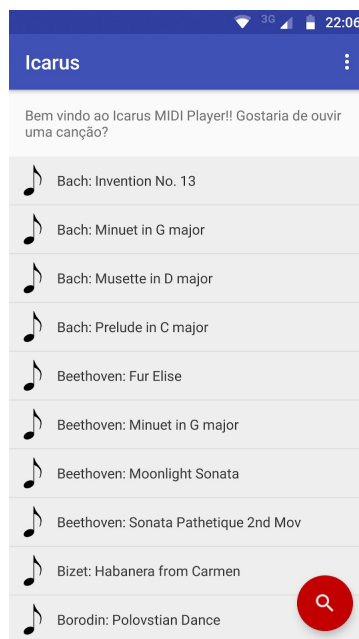 3G 22:06
Icarus
Bem vindo ao Icarus MIDI Player!! Gostaria de ouvir
uma canção?
Bach: Invention No. 13
Bach: Minuet in G major
Bach: Musette in D major
Bach: Prelude in C major
Beethoven: Fur Elise
Beethoven: Minuet in G major
Beethoven: Moonlight Sonata
Beethoven: Sonata Pathetique 2nd Mov
Bizet: Habanera from Carmen
Borodin: Polovstian Dance